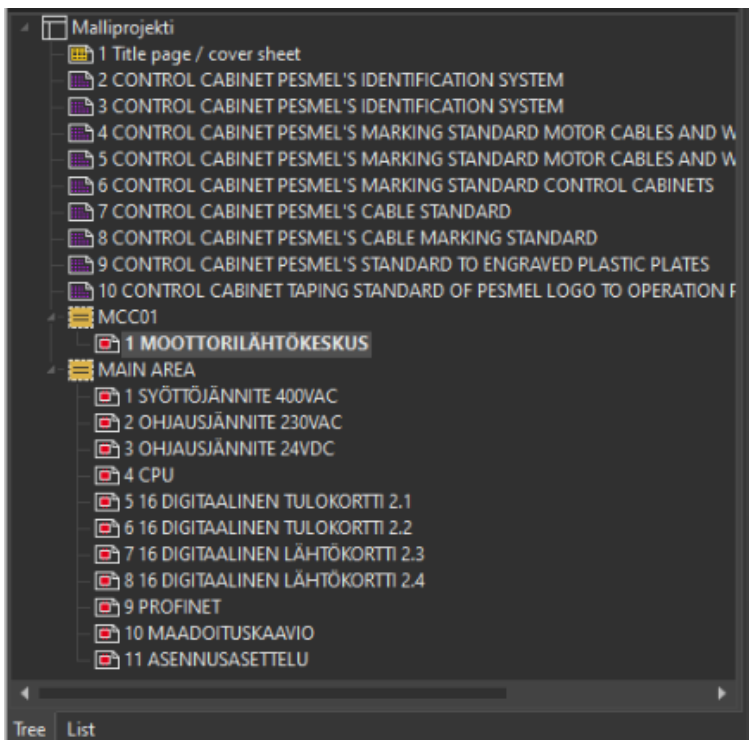 Malliprojekti
1 Title page / cover sheet
2 CONTROL CABINET PESMEL'S IDENTIFICATION SYSTEM
3 CONTROL CABINET PESMEL'S IDENTIFICATION SYSTEM
4 CONTROL CABINET PESMEL'S MARKING STANDARD MOTOR CABLES AND W
5 CONTROL CABINET PESMEL'S MARKING STANDARD MOTOR CABLES AND W
6 CONTROL CABINET PESMEL'S MARKING STANDARD CONTROL CABINETS
7 CONTROL CABINET PESMEL'S CABLE STANDARD
8 CONTROL CABINET PESMEL'S CABLE MARKING STANDARD
9 CONTROL CABINET PESMEL'S STANDARD TO ENGRAVED PLASTIC PLATES
10 CONTROL CABINET TAPING STANDARD OF PESMEL LOGO TO OPERATION
MCC01
1 MOOTTORILÄHTÖKESKUS
MAIN AREA
1 SYÖTTÖJÄNNITE 400VAC
2 OHJAUSJÄNNITE 230VAC
3 OHJAUSJÄNNITE 24VDC
4 CPU
5 16 DIGITAALINEN TULOKORTTI 2.1
6 16 DIGITAALINEN TULOKORTTI 2.2
7 16 DIGITAALINEN LÄHTÖKORTTI 2.3
8 16 DIGITAALINEN LÄHTÖKORTTI 2.4
9 PROFINET
10 MAADOITUSKAAVIO
11 ASENNUSASETTELU
Tree List